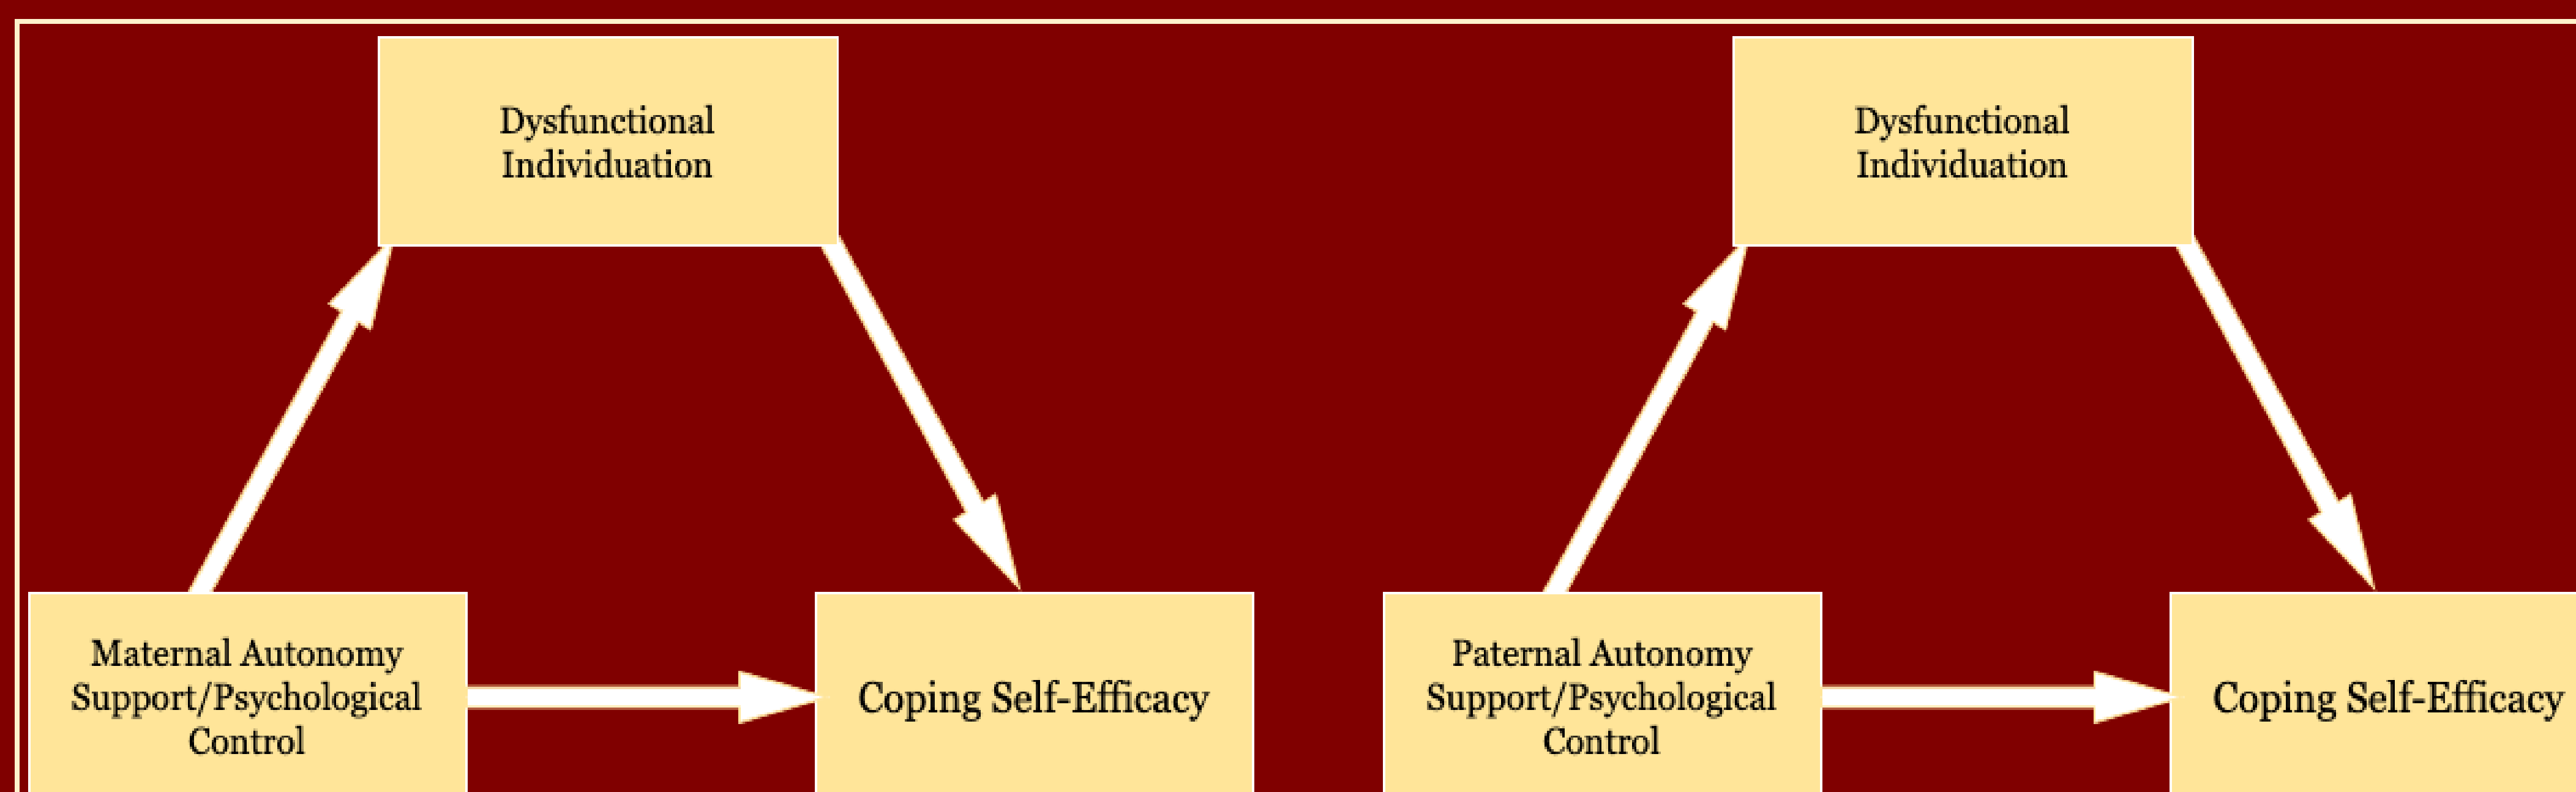 Dysfunctional
Individuation
Dysfunctional
Individuation
Maternal Autonomy
Support/Psychological
Control
Coping Self-Efficacy
Paternal Autonomy
Support/Psychological
Control
Coping Self-Efficacy